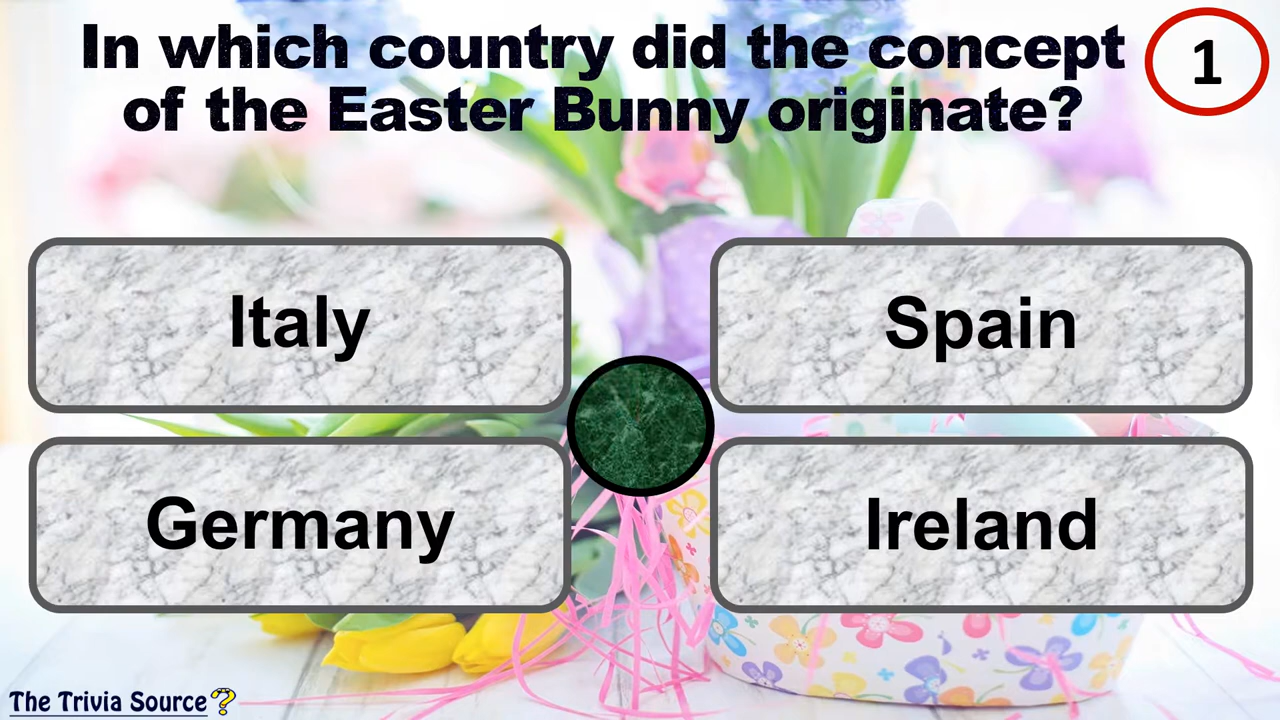 In which country did the concept
of the Easter Bunny originate?
1
Italy
Spain
Germany
Ireland
The Trivia Source?